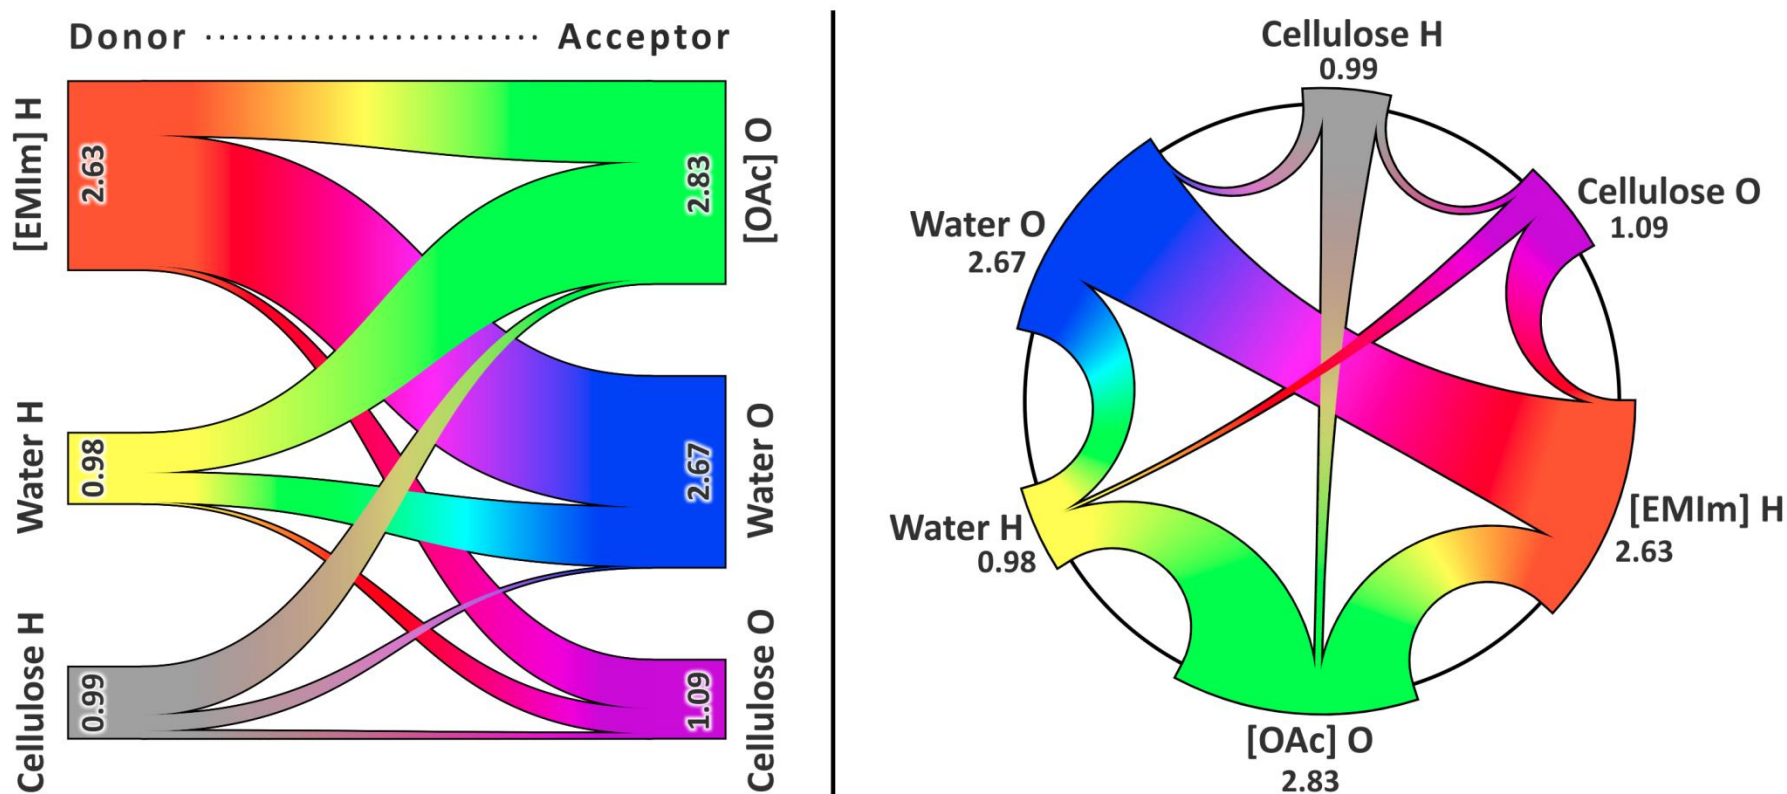 Donor ........................... Acceptor
[EMIm] H
2.63
[OAc] O
2.83
Water H
0.98
Water O
2.67
Cellulose H
0.99
Cellulose O
1.09
Cellulose H
0.99
Cellulose O
1.09
Water O
2.67
[EMIm] H
2.63
Water H
0.98
[OAc] O
2.83